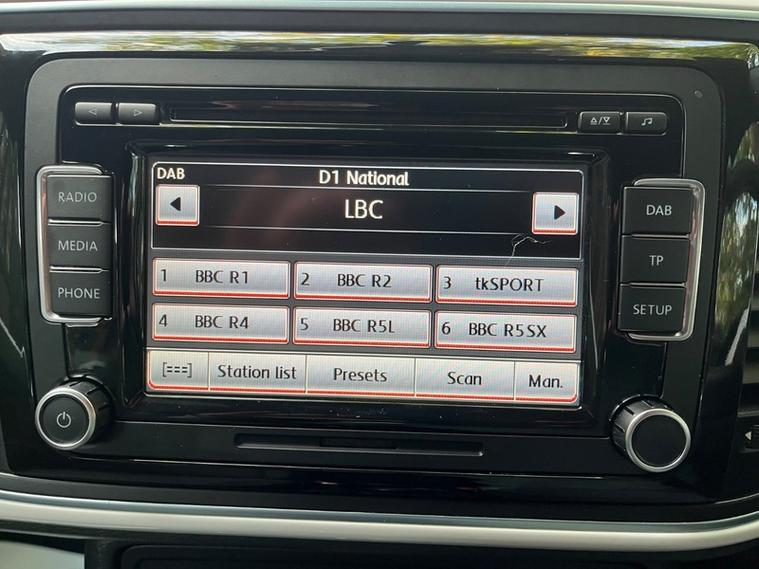 DAB D1 National
LBC
1 BBC R1 2 BBC R2 3 tkSPORT
4 BBC R4 5 BBC R5L 6 BBC R5SX
[===] Station list Presets Scan Man.
RADIO
MEDIA
PHONE
DAB
TP
SETUP